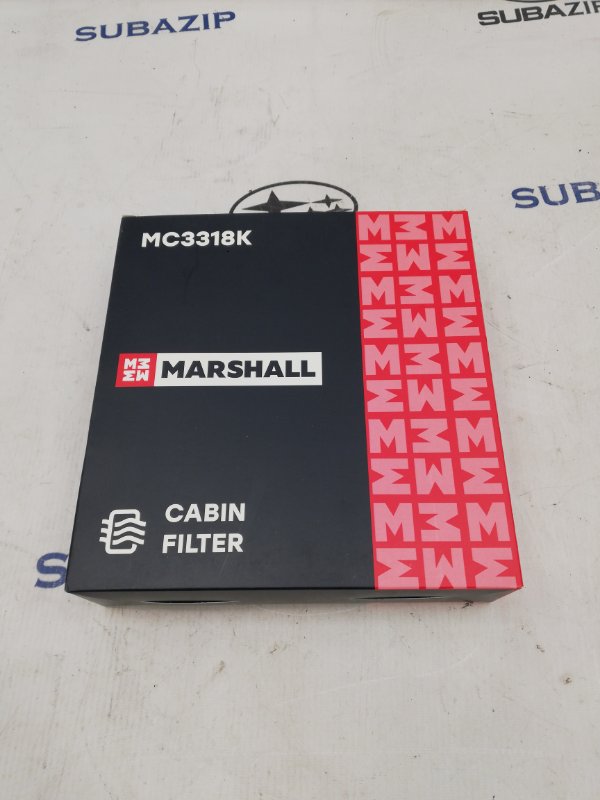 SUBAZIP
SUBAZIP
SUBA
MC3318K
MARSHALL
CABIN
FILTER
S